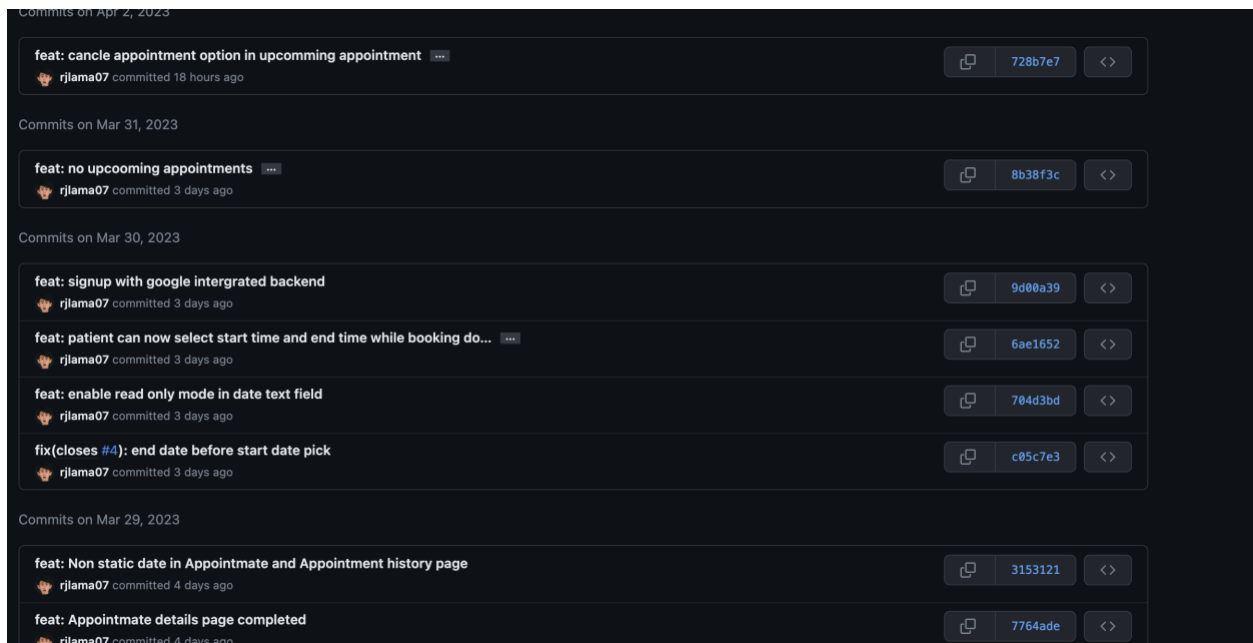 Commits on Apr 2, 2023
feat: cancle appointment option in upcomming appointment ...
rjlama07 committed 18 hours ago
728b7e7
Commits on Mar 31, 2023
feat: no upcooming appointments ...
rjlama07 committed 3 days ago
8b38f3c
Commits on Mar 30, 2023
feat: signup with google intergrated backend
rjlama07 committed 3 days ago
9d00a39
feat: patient can now select start time and end time while booking do... ...
rjlama07 committed 3 days ago
6ae1652
feat: enable read only mode in date text field
rjlama07 committed 3 days ago
704d3bd
fix(closes #4): end date before start date pick
rjlama07 committed 3 days ago
c05c7e3
Commits on Mar 29, 2023
feat: Non static date in Appointmate and Appointment history page
rjlama07 committed 4 days ago
3153121
feat: Appointmate details page completed
rjlama07 committed 4 days ago
7764ade